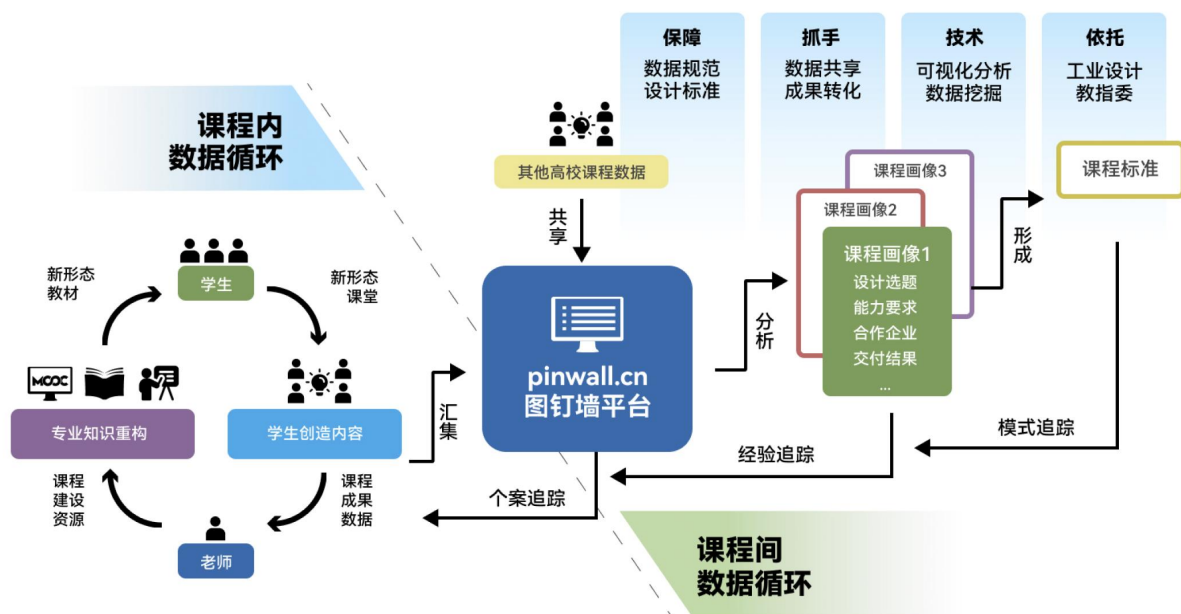 保障
数据规范
设计标准
抓手
数据共享
成果转化
技术
可视化分析
数据挖掘
依托
工业设计
教指委
课程内
数据循环
其他高校课程数据
共享
课程画像3
课程画像2
课程画像1
设计选题
能力要求
合作企业
交付结果
...
形成
课程标准
新形态
教材
学生
新形态
课堂
MOOC
专业知识重构
学生创造内容
汇集
pinwall.cn
图钉墙平台
分析
课程
建设
资源
课程
成果
数据
老师
个案追踪
经验追踪
模式追踪
课程间
数据循环